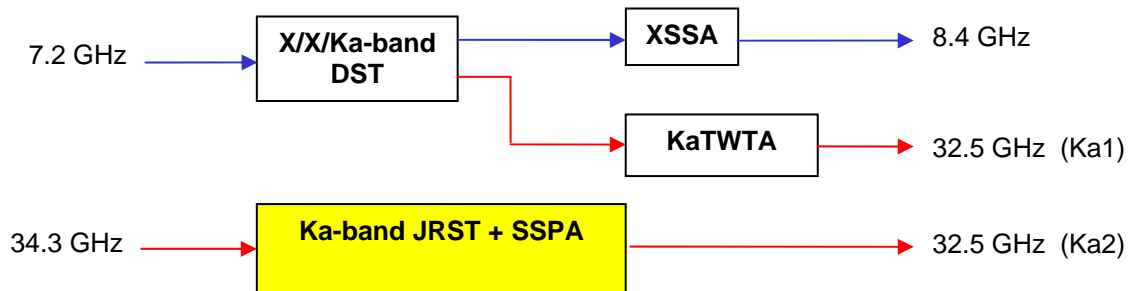 7.2 GHz
X/X/Ka-band
DST
XSSA
8.4 GHz
KaTWTA
32.5 GHz (Ka1)
34.3 GHz
Ka-band JRST + SSPA
32.5 GHz (Ka2)